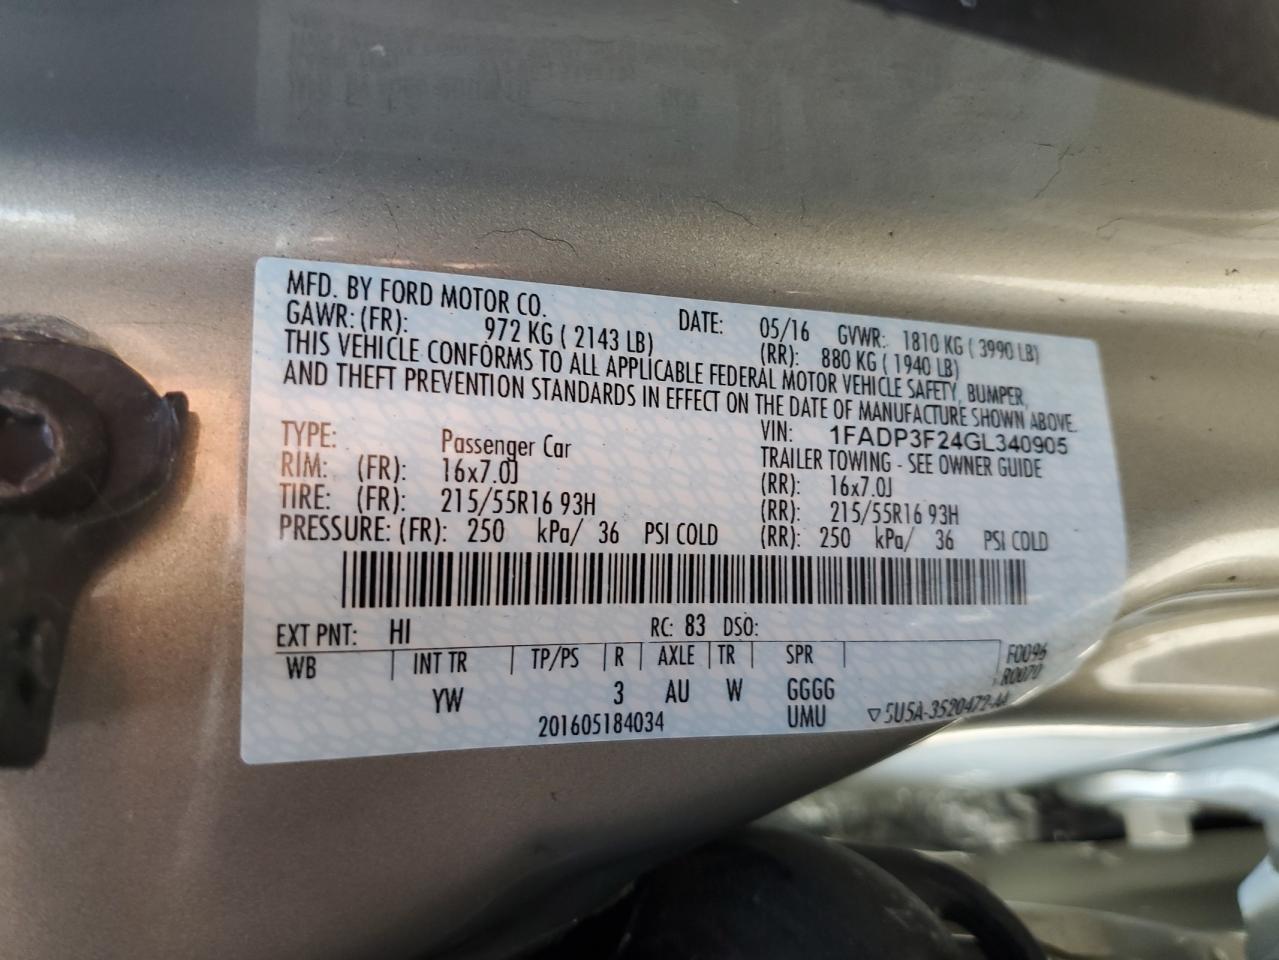 MFD. BY FORD MOTOR CO.
DATE: 05/16 GVWR: 1810 KG ( 3990 LB)
GAWR: (FR): 972 KG ( 2143 LB) (RR): 880 KG ( 1940 LB)
THIS VEHICLE CONFORMS TO ALL APPLICABLE FEDERAL MOTOR VEHICLE SAFETY, BUMPER,
AND THEFT PREVENTION STANDARDS IN EFFECT ON THE DATE OF MANUFACTURE SHOWN ABOVE.
VIN: 1FADP3F24GL340905
TYPE: Passenger Car TRAILER TOWING - SEE OWNER GUIDE
RIM: (FR): 16x7.0J (RR): 16x7.0J
TIRE: (FR): 215/55R16 93H (RR): 215/55R16 93H
PRESSURE: (FR): 250 kPa/ 36 PSI COLD (RR): 250 kPa/ 36 PSI COLD
EXT PNT: HI RC: 83 DSO:
WB INT TR TP/PS R AXLE TR SPR F0096
R0070
YW 3 AU W GGGG
201605184034 UMU ▽5U5A-3520472-AA